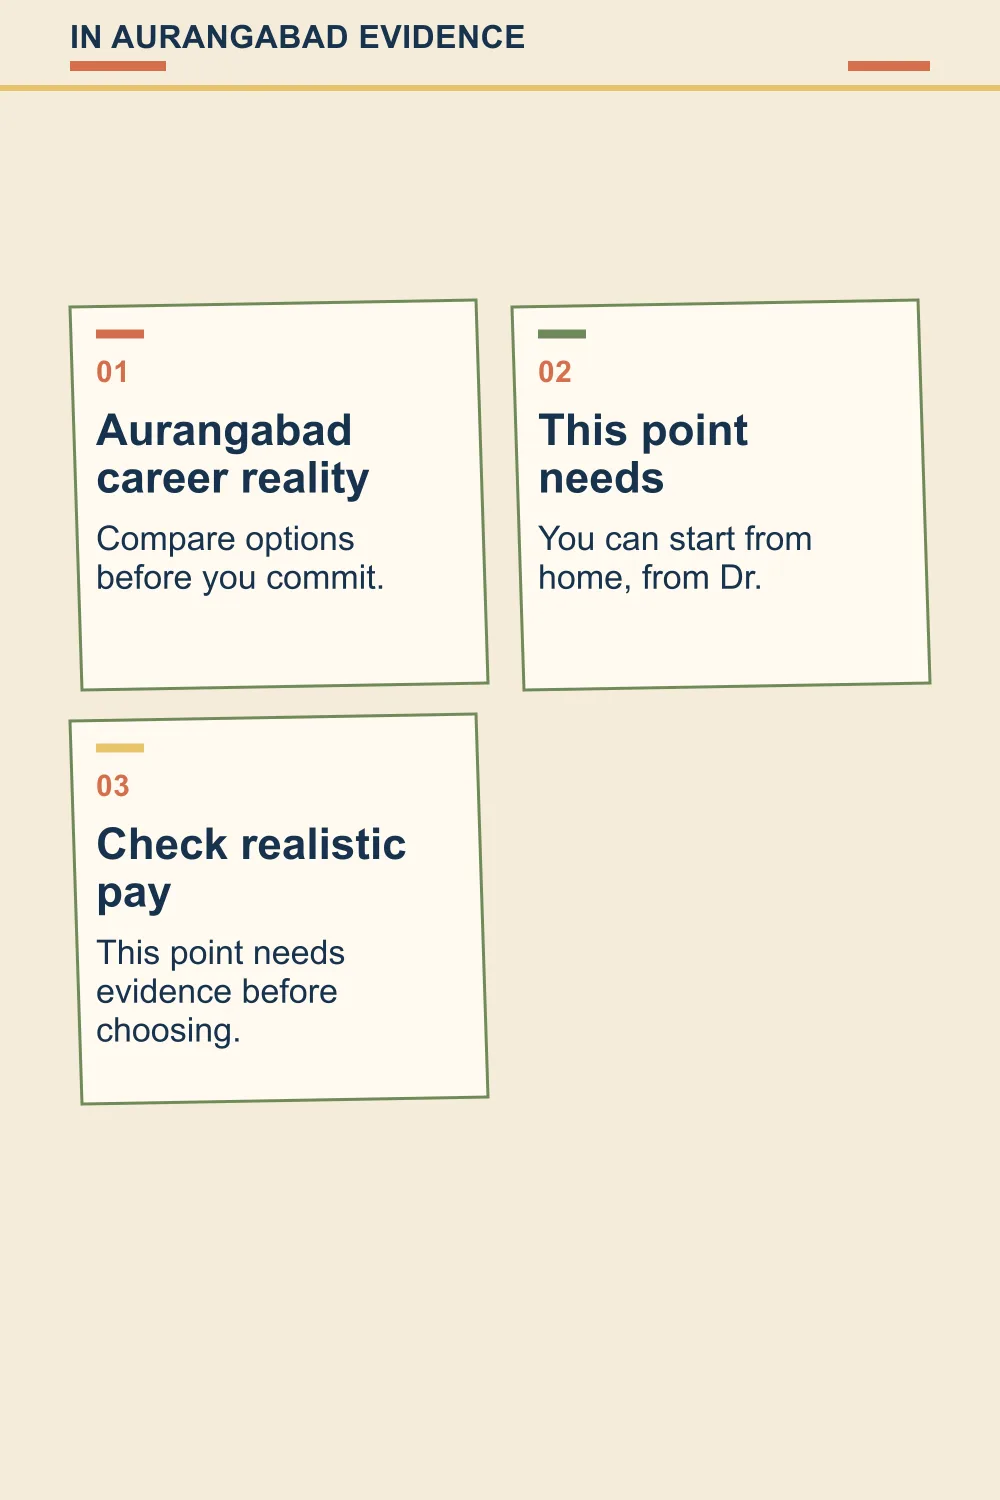 IN AURANGABAD EVIDENCE
01
Aurangabad
career reality
Compare options
before you commit.
02
This point
needs
You can start from
home, from Dr.
03
Check realistic
pay
This point needs
evidence before
choosing.